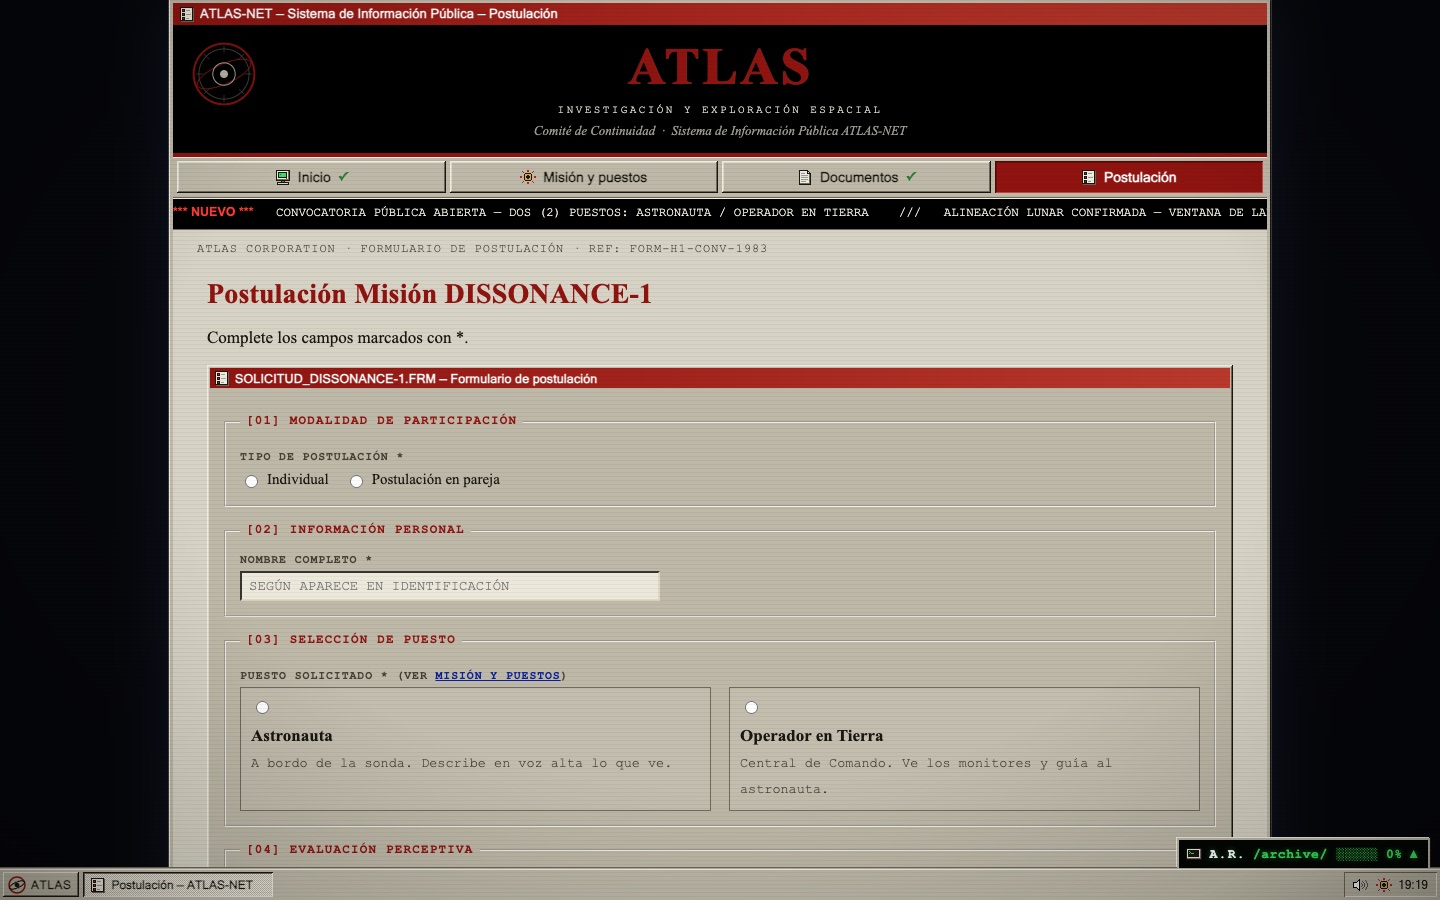 ATLAS-NET — Sistema de Información Pública — Postulación
ATLAS
INVESTIGACIÓN Y EXPLORACIÓN ESPACIAL
Comité de Continuidad · Sistema de Información Pública ATLAS-NET
Inicio ✓
Misión y puestos
Documentos ✓
Postulación
*** NUEVO *** CONVOCATORIA PÚBLICA ABIERTA — DOS (2) PUESTOS: ASTRONAUTA / OPERADOR EN TIERRA /// ALINEACIÓN LUNAR CONFIRMADA — VENTANA DE LA
ATLAS CORPORATION · FORMULARIO DE POSTULACIÓN · REF: FORM-H1-CONV-1983
Postulación Misión DISSONANCE-1
Complete los campos marcados con *.
SOLICITUD_DISSONANCE-1.FRM — Formulario de postulación
[01] MODALIDAD DE PARTICIPACIÓN
TIPO DE POSTULACIÓN *
Individual
Postulación en pareja
[02] INFORMACIÓN PERSONAL
NOMBRE COMPLETO *
SEGÚN APARECE EN IDENTIFICACIÓN
[03] SELECCIÓN DE PUESTO
PUESTO SOLICITADO * (VER MISIÓN Y PUESTOS)
Astronauta
A bordo de la sonda. Describe en voz alta lo que ve.
Operador en Tierra
Central de Comando. Ve los monitores y guía al
astronauta.
[04] EVALUACIÓN PERCEPTIVA
A.R. /archive/ ░░░░░ 0% ▲
ATLAS
Postulación — ATLAS-NET
19:19